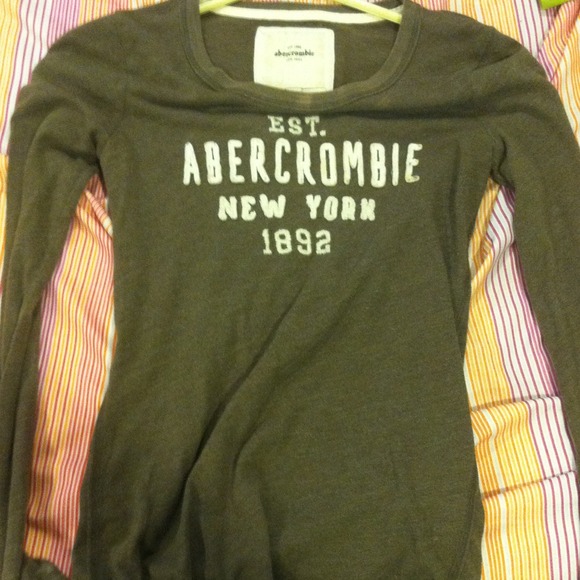 abercrombie
EST.
ABERCROMBIE
NEW YORK
1892